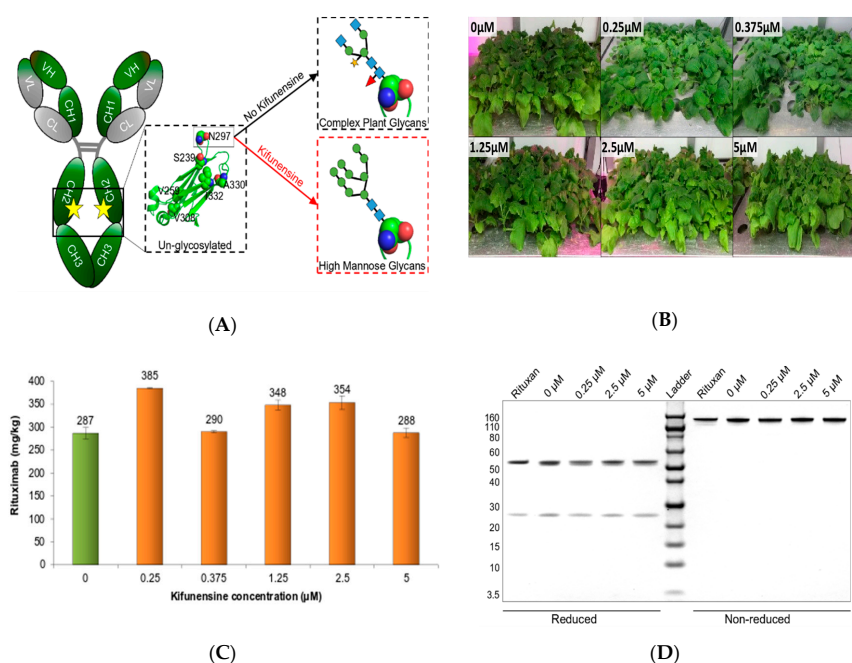 VH
VH
VL
VL
CH1
CH1
CL
CL
CH2
CH2
CH3
CH3
N297
S239
A330
V259
I332
V308
Un-glycosylated
No Kifunensine
Kifunensine
Complex Plant Glycans
High Mannose Glycans
(A)
0µM
0.25µM
0.375µM
1.25µM
2.5µM
5µM
(B)
Rituximab (mg/kg)
400
350
300
250
200
150
100
50
0
287
385
290
348
354
288
0
0.25
0.375
1.25
2.5
5
Kifunensine concentration (µM)
(C)
Rituxan
0 µM
0.25 µM
2.5 µM
5 µM
Ladder
Rituxan
0 µM
0.25 µM
2.5 µM
5 µM
160
110
80
60
50
40
30
20
15
10
3.5
Reduced
Non-reduced
(D)